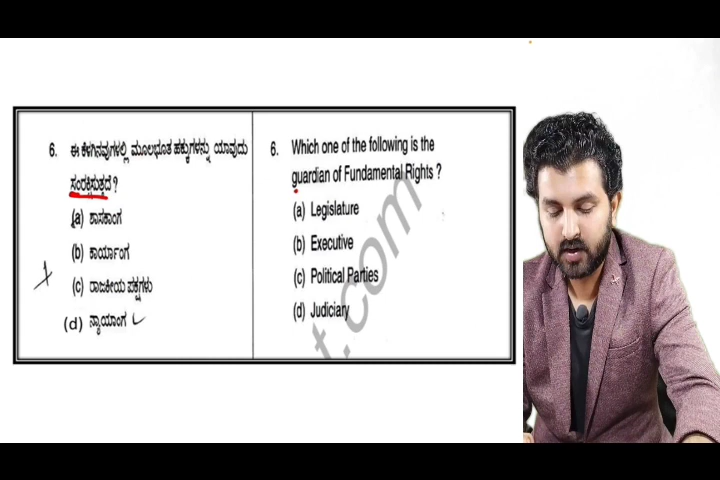 6. ಈ ಕೆಳಗಿನವುಗಳಲ್ಲಿ ಮೂಲಭೂತ ಹಕ್ಕುಗಳನ್ನು ಯಾವುದು
ಸಂರಕ್ಷಿಸುತ್ತದೆ ?
(a) ಶಾಸಕಾಂಗ
(b) ಕಾರ್ಯಾಂಗ
(c) ರಾಜಕೀಯ ಪಕ್ಷಗಳು
(d) ನ್ಯಾಯಾಂಗ
6. Which one of the following is the
guardian of Fundamental Rights ?
(a) Legislature
(b) Executive
(c) Political Parties
(d) Judiciary
t.com